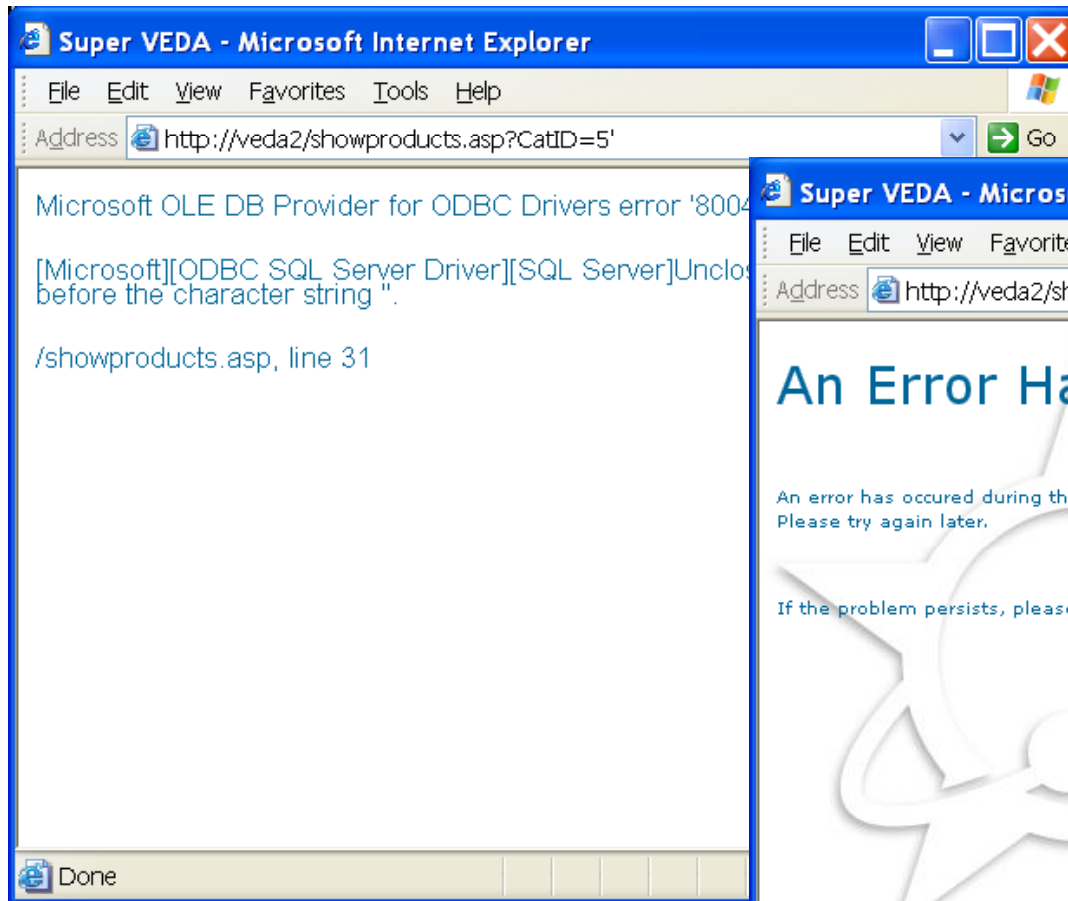 Super VEDA - Microsoft Internet Explorer
File Edit View Favorites Tools Help
Address http://veda2/showproducts.asp?CatID=5' Go
Microsoft OLE DB Provider for ODBC Drivers error '8004
[Microsoft][ODBC SQL Server Driver][SQL Server]Unclos
before the character string ''.
/showproducts.asp, line 31
Done
Super VEDA - Micros
File Edit View Favorite
Address http://veda2/sh
An Error Ha
An error has occured during th
Please try again later.
If the problem persists, please